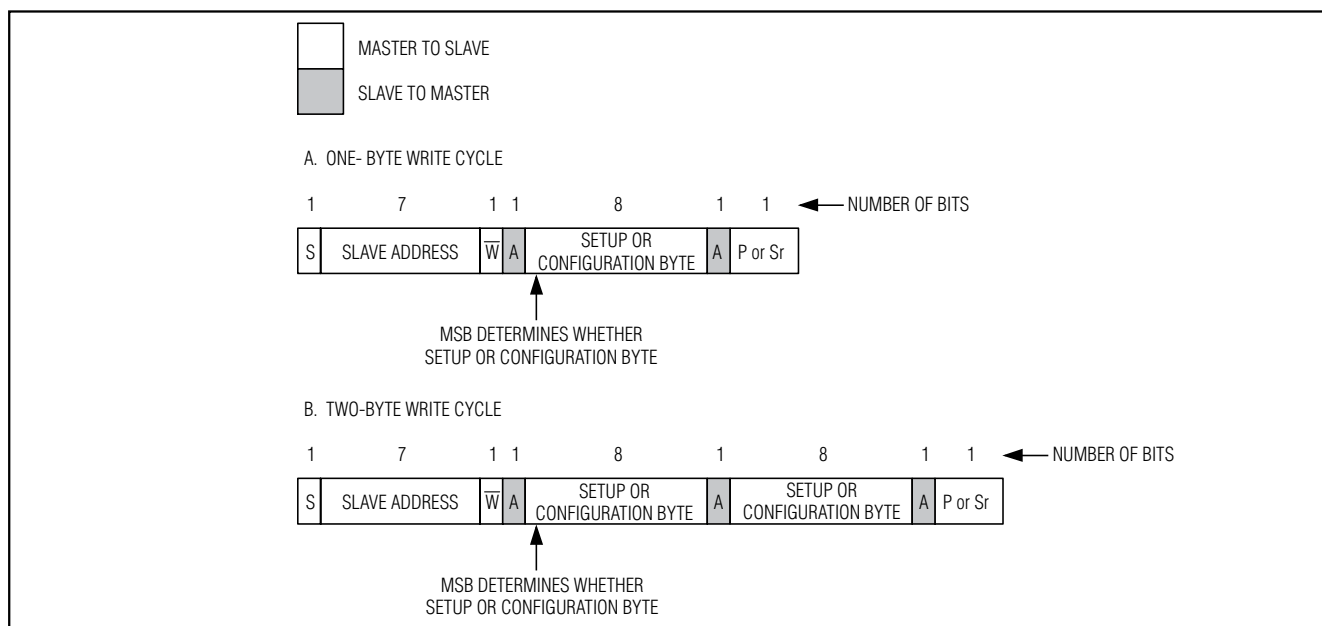 MASTER TO SLAVE
SLAVE TO MASTER
A. ONE- BYTE WRITE CYCLE
1 7 1 1 8 1 1 NUMBER OF BITS
S SLAVE ADDRESS W̅ A SETUP OR CONFIGURATION BYTE A P or Sr
MSB DETERMINES WHETHER
SETUP OR CONFIGURATION BYTE
B. TWO-BYTE WRITE CYCLE
1 7 1 1 8 1 8 1 1 NUMBER OF BITS
S SLAVE ADDRESS W̅ A SETUP OR CONFIGURATION BYTE A SETUP OR CONFIGURATION BYTE A P or Sr
MSB DETERMINES WHETHER
SETUP OR CONFIGURATION BYTE